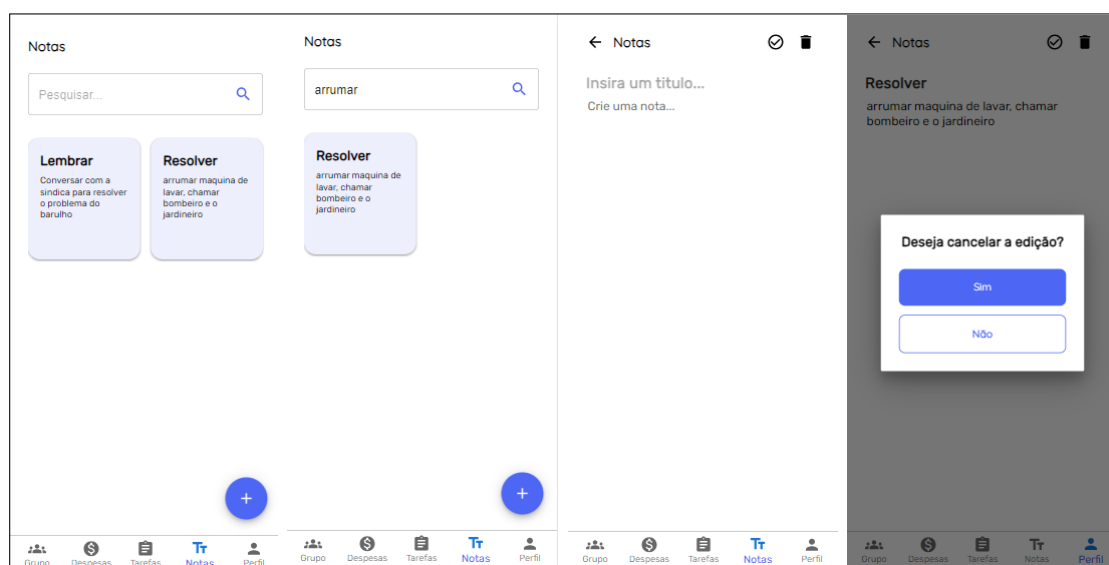 Notas
Pesquisar...
Lembrar
Conversar com a
sindica para resolver
o problema do
barulho
Resolver
arrumar maquina de
lavar, chamar
bombeiro e o
jardineiro
Grupo
Despesas
Tarefas
Notas
Perfil
Notas
arrumar
Resolver
arrumar maquina de
lavar, chamar
bombeiro e o
jardineiro
Grupo
Despesas
Tarefas
Notas
Perfil
Notas
Insira um titulo...
Crie uma nota...
Grupo
Despesas
Tarefas
Notas
Perfil
Notas
Resolver
arrumar maquina de lavar, chamar
bombeiro e o jardineiro
Deseja cancelar a edição?
Sim
Não
Grupo
Despesas
Tarefas
Notas
Perfil